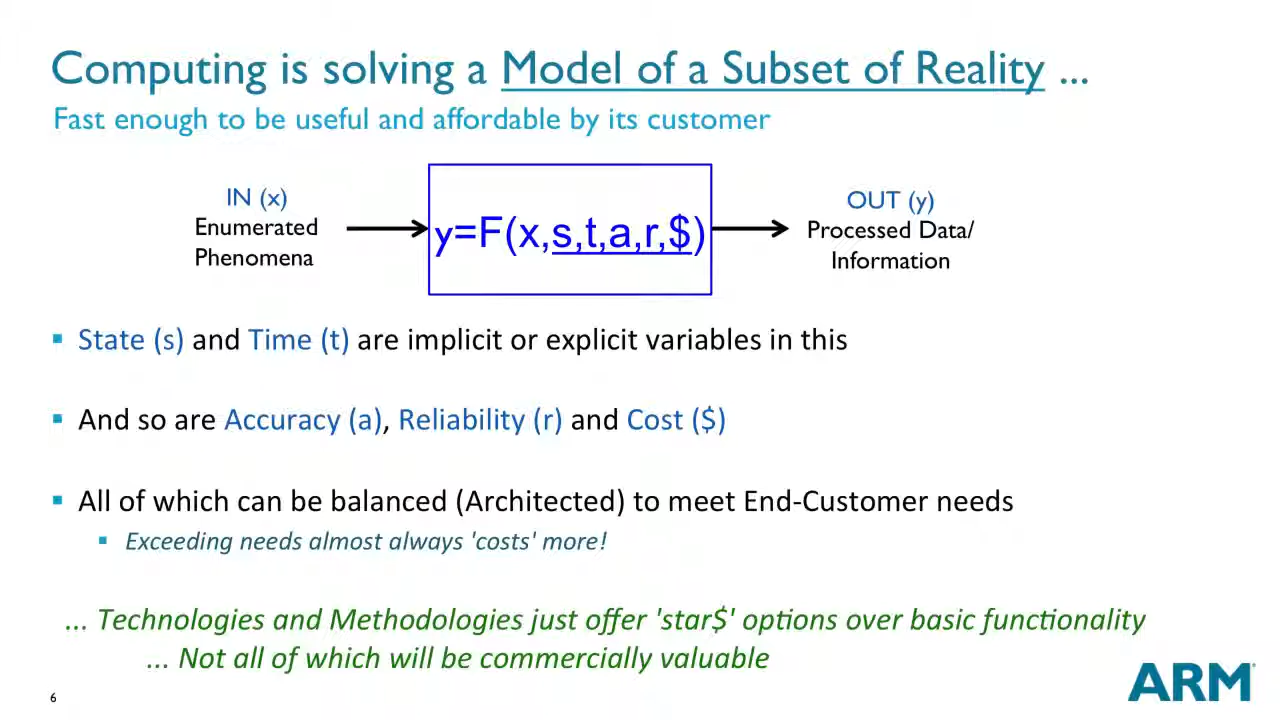 Computing is solving a Model of a Subset of Reality ...
Fast enough to be useful and affordable by its customer
IN (x)
Enumerated
Phenomena
y=F(x,s,t,a,r,$)
OUT (y)
Processed Data/
Information
State (s) and Time (t) are implicit or explicit variables in this
And so are Accuracy (a), Reliability (r) and Cost ($)
All of which can be balanced (Architected) to meet End-Customer needs
Exceeding needs almost always 'costs' more!
... Technologies and Methodologies just offer 'star$' options over basic functionality
... Not all of which will be commercially valuable
6
ARM